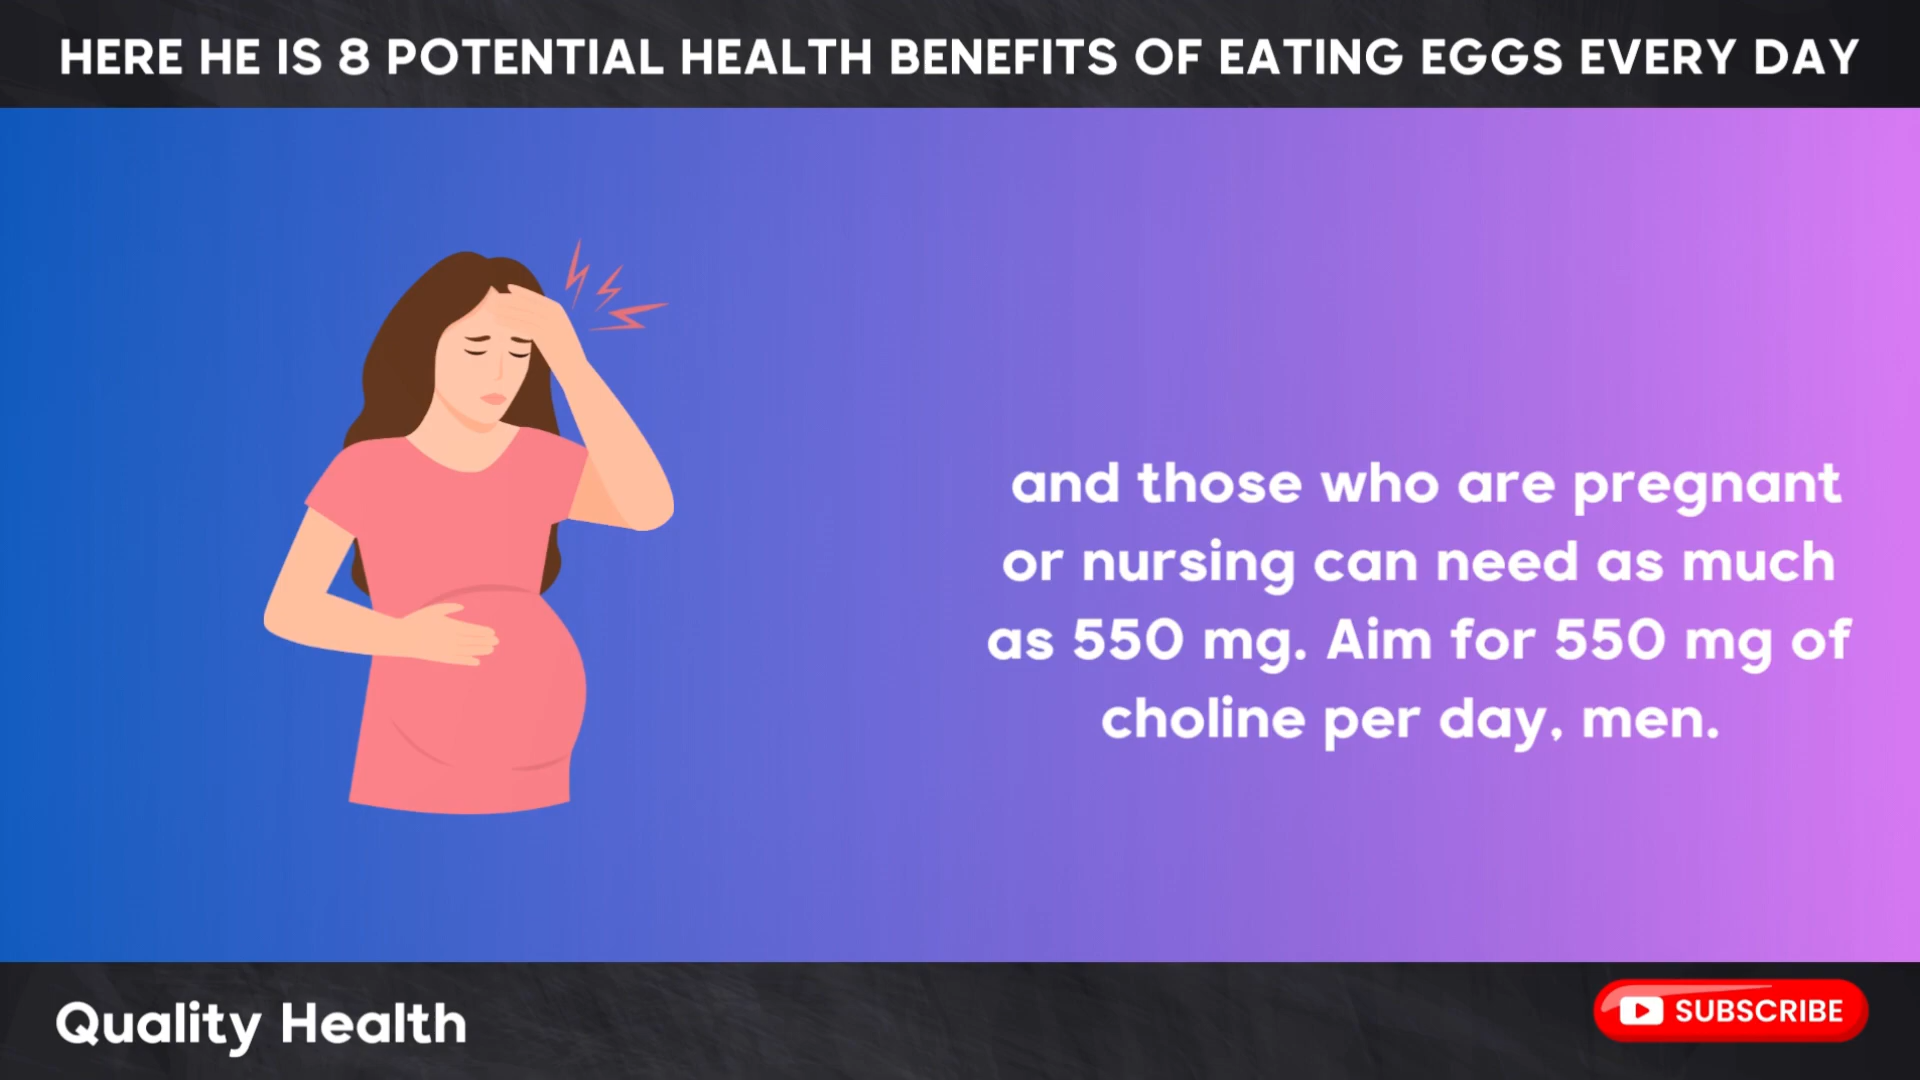 HERE HE IS 8 POTENTIAL HEALTH BENEFITS OF EATING EGGS EVERY DAY
and those who are pregnant
or nursing can need as much
as 550 mg. Aim for 550 mg of
choline per day, men.
Quality Health
SUBSCRIBE